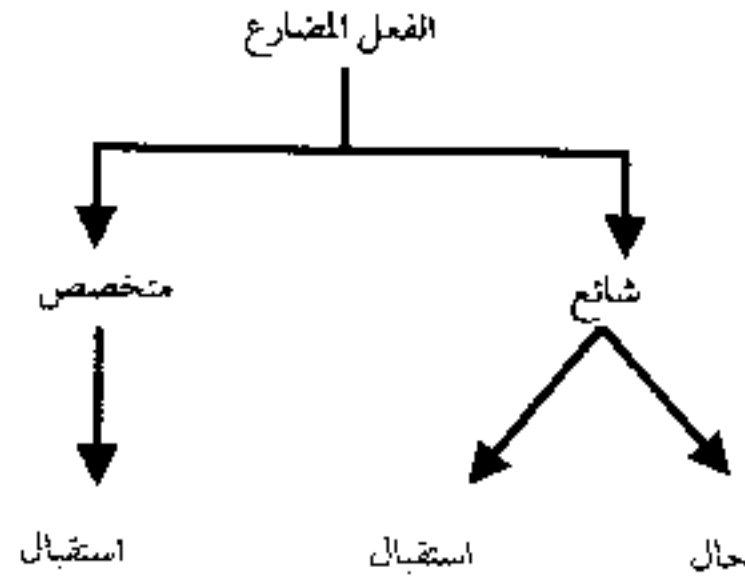 الفعل المضارع
شائع متخصص
حال استقبال استقبال